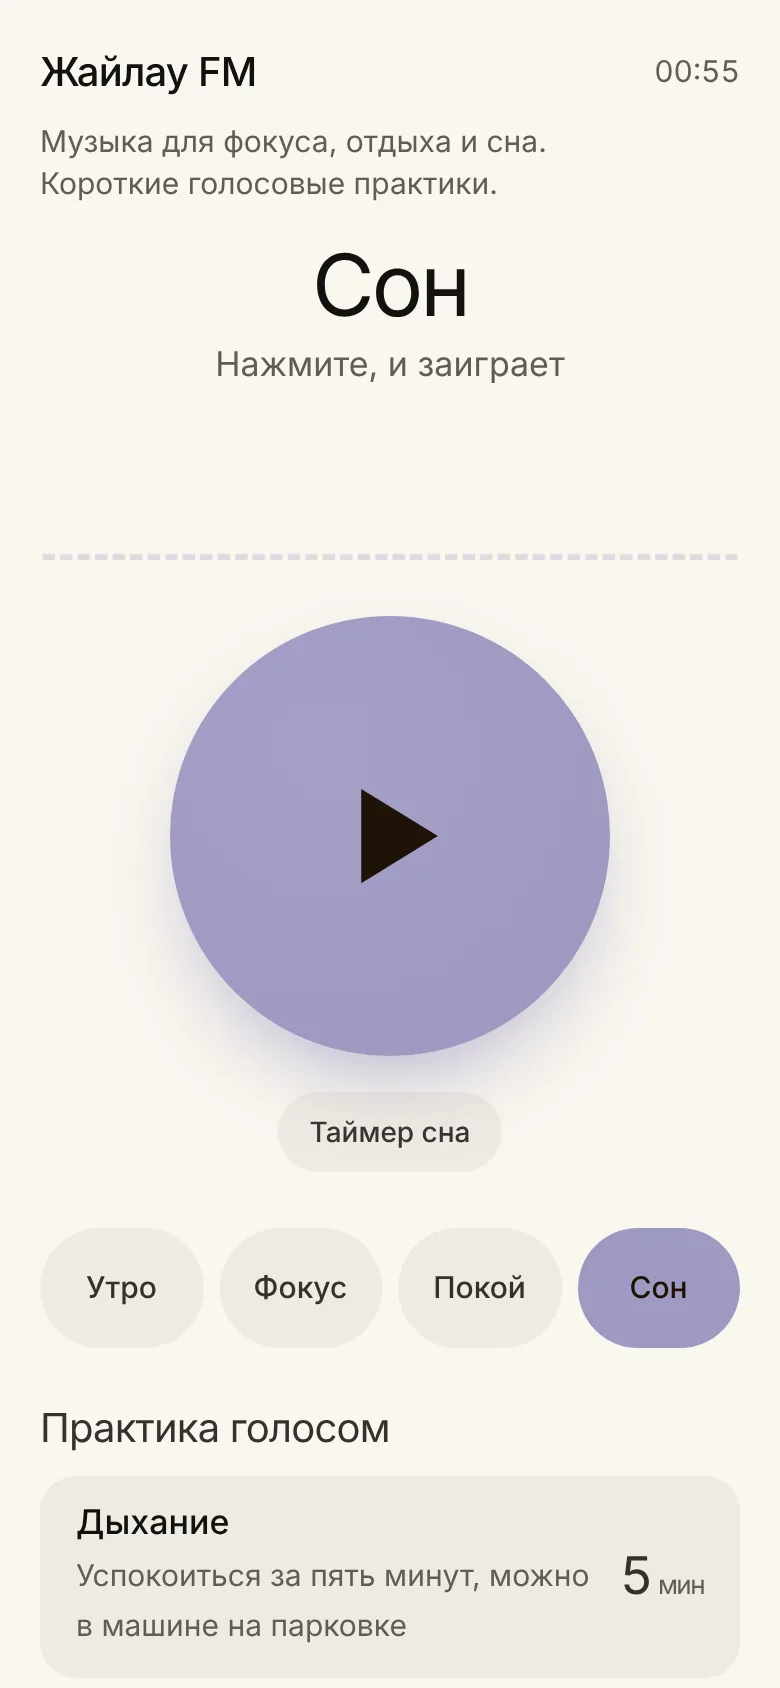 Жайлау FM
00:55
Музыка для фокуса, отдыха и сна.
Короткие голосовые практики.
Сон
Нажмите, и заиграет
Таймер сна
Утро
Фокус
Покой
Сон
Практика голосом
Дыхание
Успокоиться за пять минут, можно
в машине на парковке
5 мин